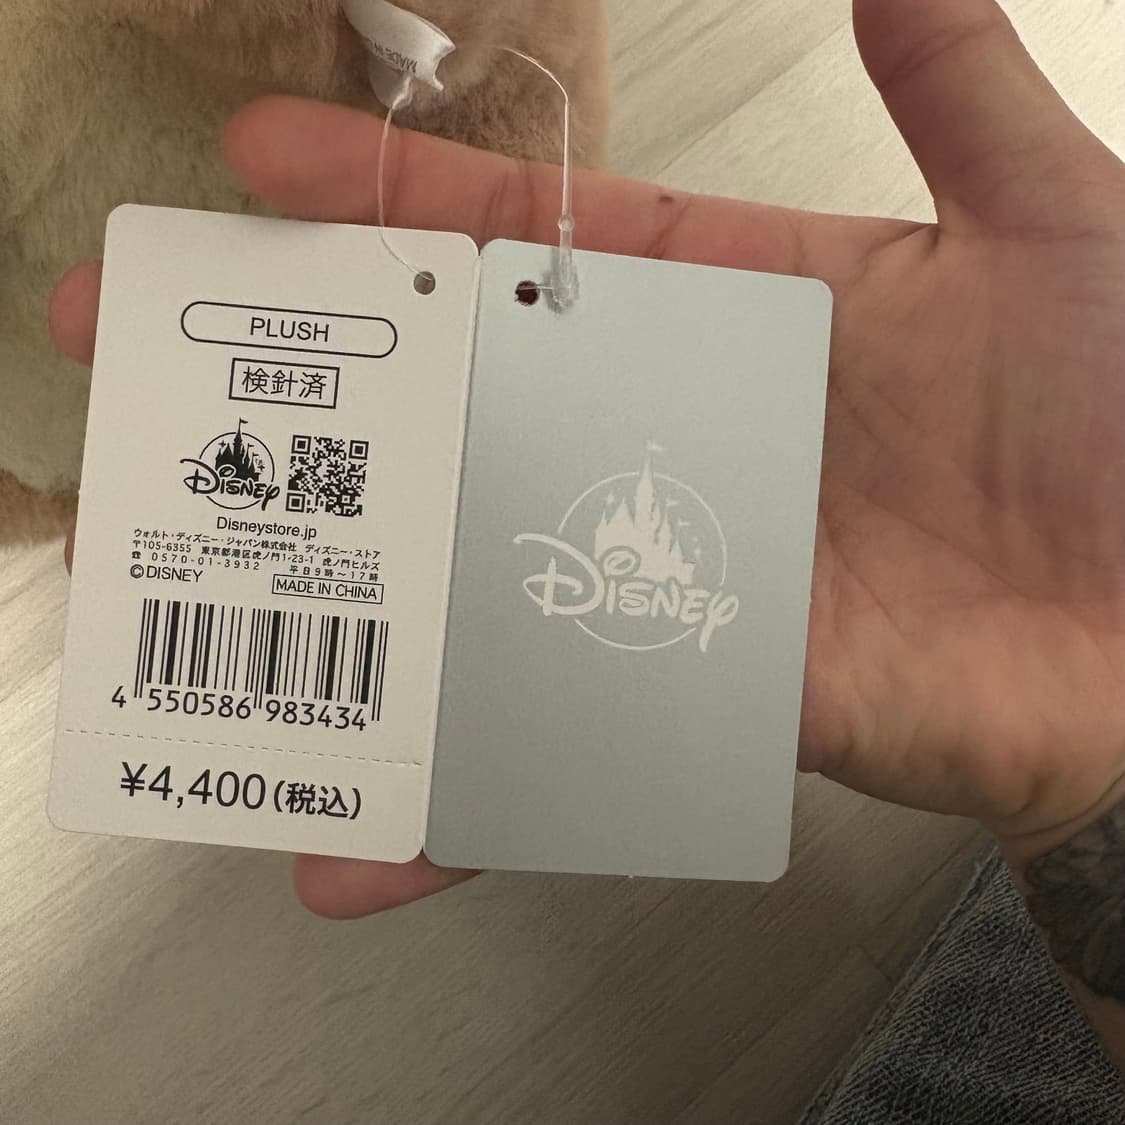 MADE IN
PLUSH
検針済
Disney
Disneystore.jp
ウォルト・ディズニー・ジャパン株式会社 ディズニー・ストア
〒105-6355 東京都港区虎ノ門1-23-1 虎ノ門ヒルズ
☎ 0570-01-3932 平日9時～17時
©DISNEY
MADE IN CHINA
4 550586 983434
¥4,400(税込)
Disney